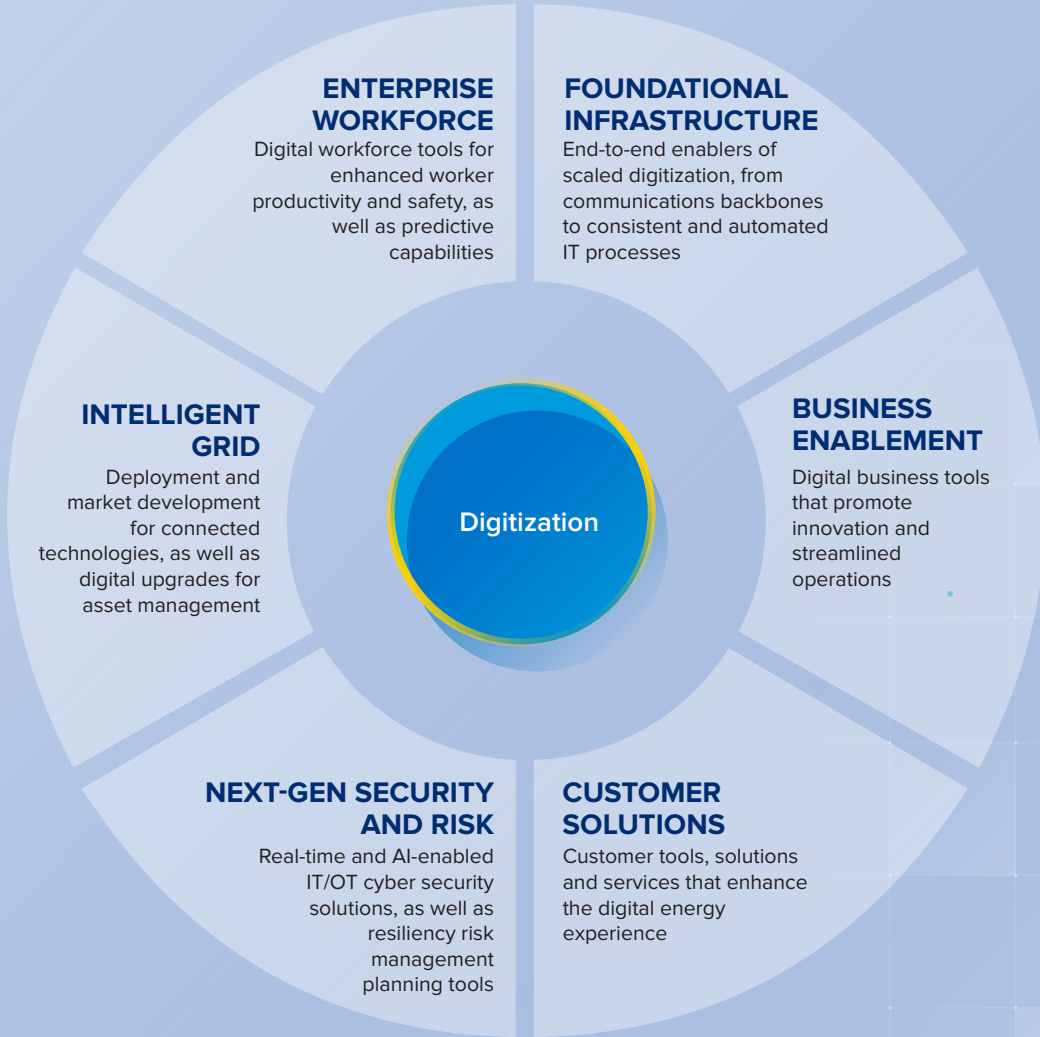 ENTERPRISE
WORKFORCE
Digital workforce tools for
enhanced worker
productivity and safety, as
well as predictive
capabilities
FOUNDATIONAL
INFRASTRUCTURE
End-to-end enablers of
scaled digitization, from
communications backbones
to consistent and automated
IT processes
INTELLIGENT
GRID
Deployment and
market development
for connected
technologies, as well as
digital upgrades for
asset management
Digitization
BUSINESS
ENABLEMENT
Digital business tools
that promote
innovation and
streamlined
operations
NEXT-GEN SECURITY
AND RISK
Real-time and AI-enabled
IT/OT cyber security
solutions, as well as
resiliency risk
management
planning tools
CUSTOMER
SOLUTIONS
Customer tools, solutions
and services that enhance
the digital energy
experience